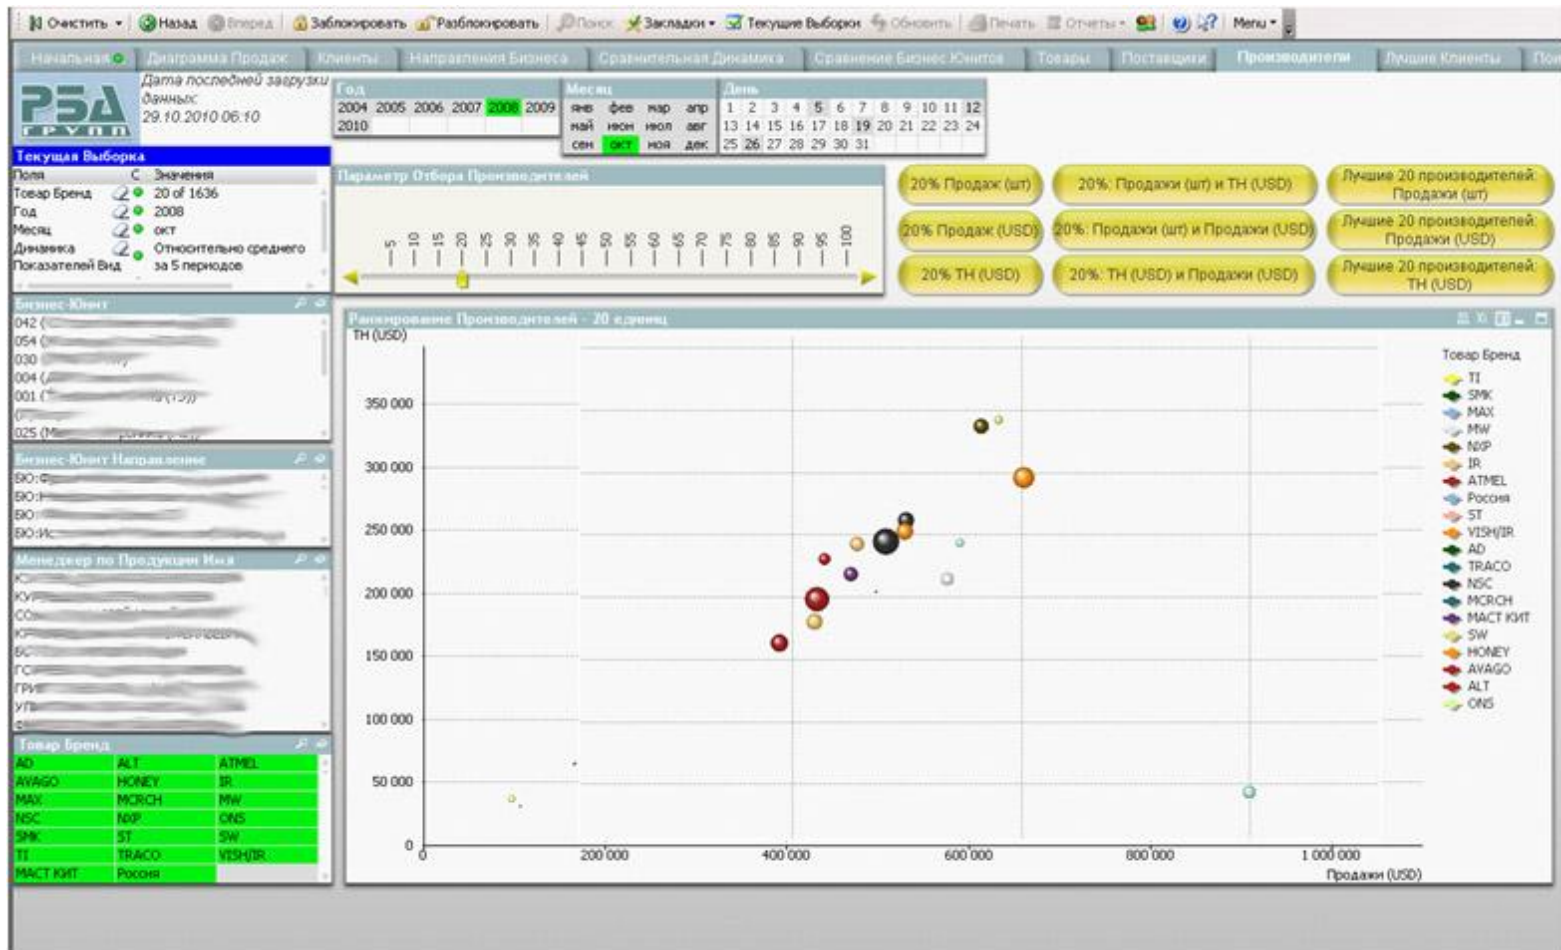 Очистить Назад Вперед Заблокировать Разблокировать Поиск Закладки Текущие Выборки Обновить Печать Отчеты Menu
Начальная Диаграмма Продаж Клиенты Направления Бизнеса Сравнительная Динамика Сравнение Бизнес Юнитов Товары Поставщики Производители Лучшие Клиенты
РБА
ГРУПП
Дата последней загрузки
данных:
29.10.2010 06:10
Год
2004 2005 2006 2007 2008 2009
2010
Месяц
янв фев мар апр
май июн июл авг
сен окт ноя дек
День
1 2 3 4 5 6 7 8 9 10 11 12
13 14 15 16 17 18 19 20 21 22 23 24
25 26 27 28 29 30 31
Текущая Выборка
Поля С Значения
Товар Бренд 20 of 1636
Год 2008
Месяц окт
Динамика Относительно среднего
Показателей Вид за 5 периодов
Параметр Отбора Производителей
5 10 15 20 25 30 35 40 45 50 55 60 65 70 75 80 85 90 95 100
20% Продаж (шт)
20%: Продажи (шт) и ТН (USD)
Лучшие 20 производителей:
Продажи (шт)
20% Продаж (USD)
20%: Продажи (шт) и Продажи (USD)
Лучшие 20 производителей:
Продажи (USD)
20% ТН (USD)
20%: ТН (USD) и Продажи (USD)
Лучшие 20 производителей:
ТН (USD)
Бизнес-Юнит
042 (
054 (
030 (
004 (
001 (
025 (
Бизнес-Юнит Направление
БЮ:
БЮ:
БЮ:
БЮ:
Менеджер по Продукции Имя
Товар Бренд
AD ALT ATMEL
AVAGO HONEY IR
MAX MCRCH MW
NSC NXP ONS
SMK ST SW
TI TRACO VISH/IR
МАСТ КИТ Россия
Ранжирование Производителей - 20 единиц
ТН (USD)
350 000
300 000
250 000
200 000
150 000
100 000
50 000
0
0 200 000 400 000 600 000 800 000 1 000 000
Продажи (USD)
Товар Бренд
TI
SMK
MAX
MW
NXP
IR
ATMEL
Россия
ST
VISH/IR
AD
TRACO
NSC
MCRCH
МАСТ КИТ
SW
HONEY
AVAGO
ALT
ONS